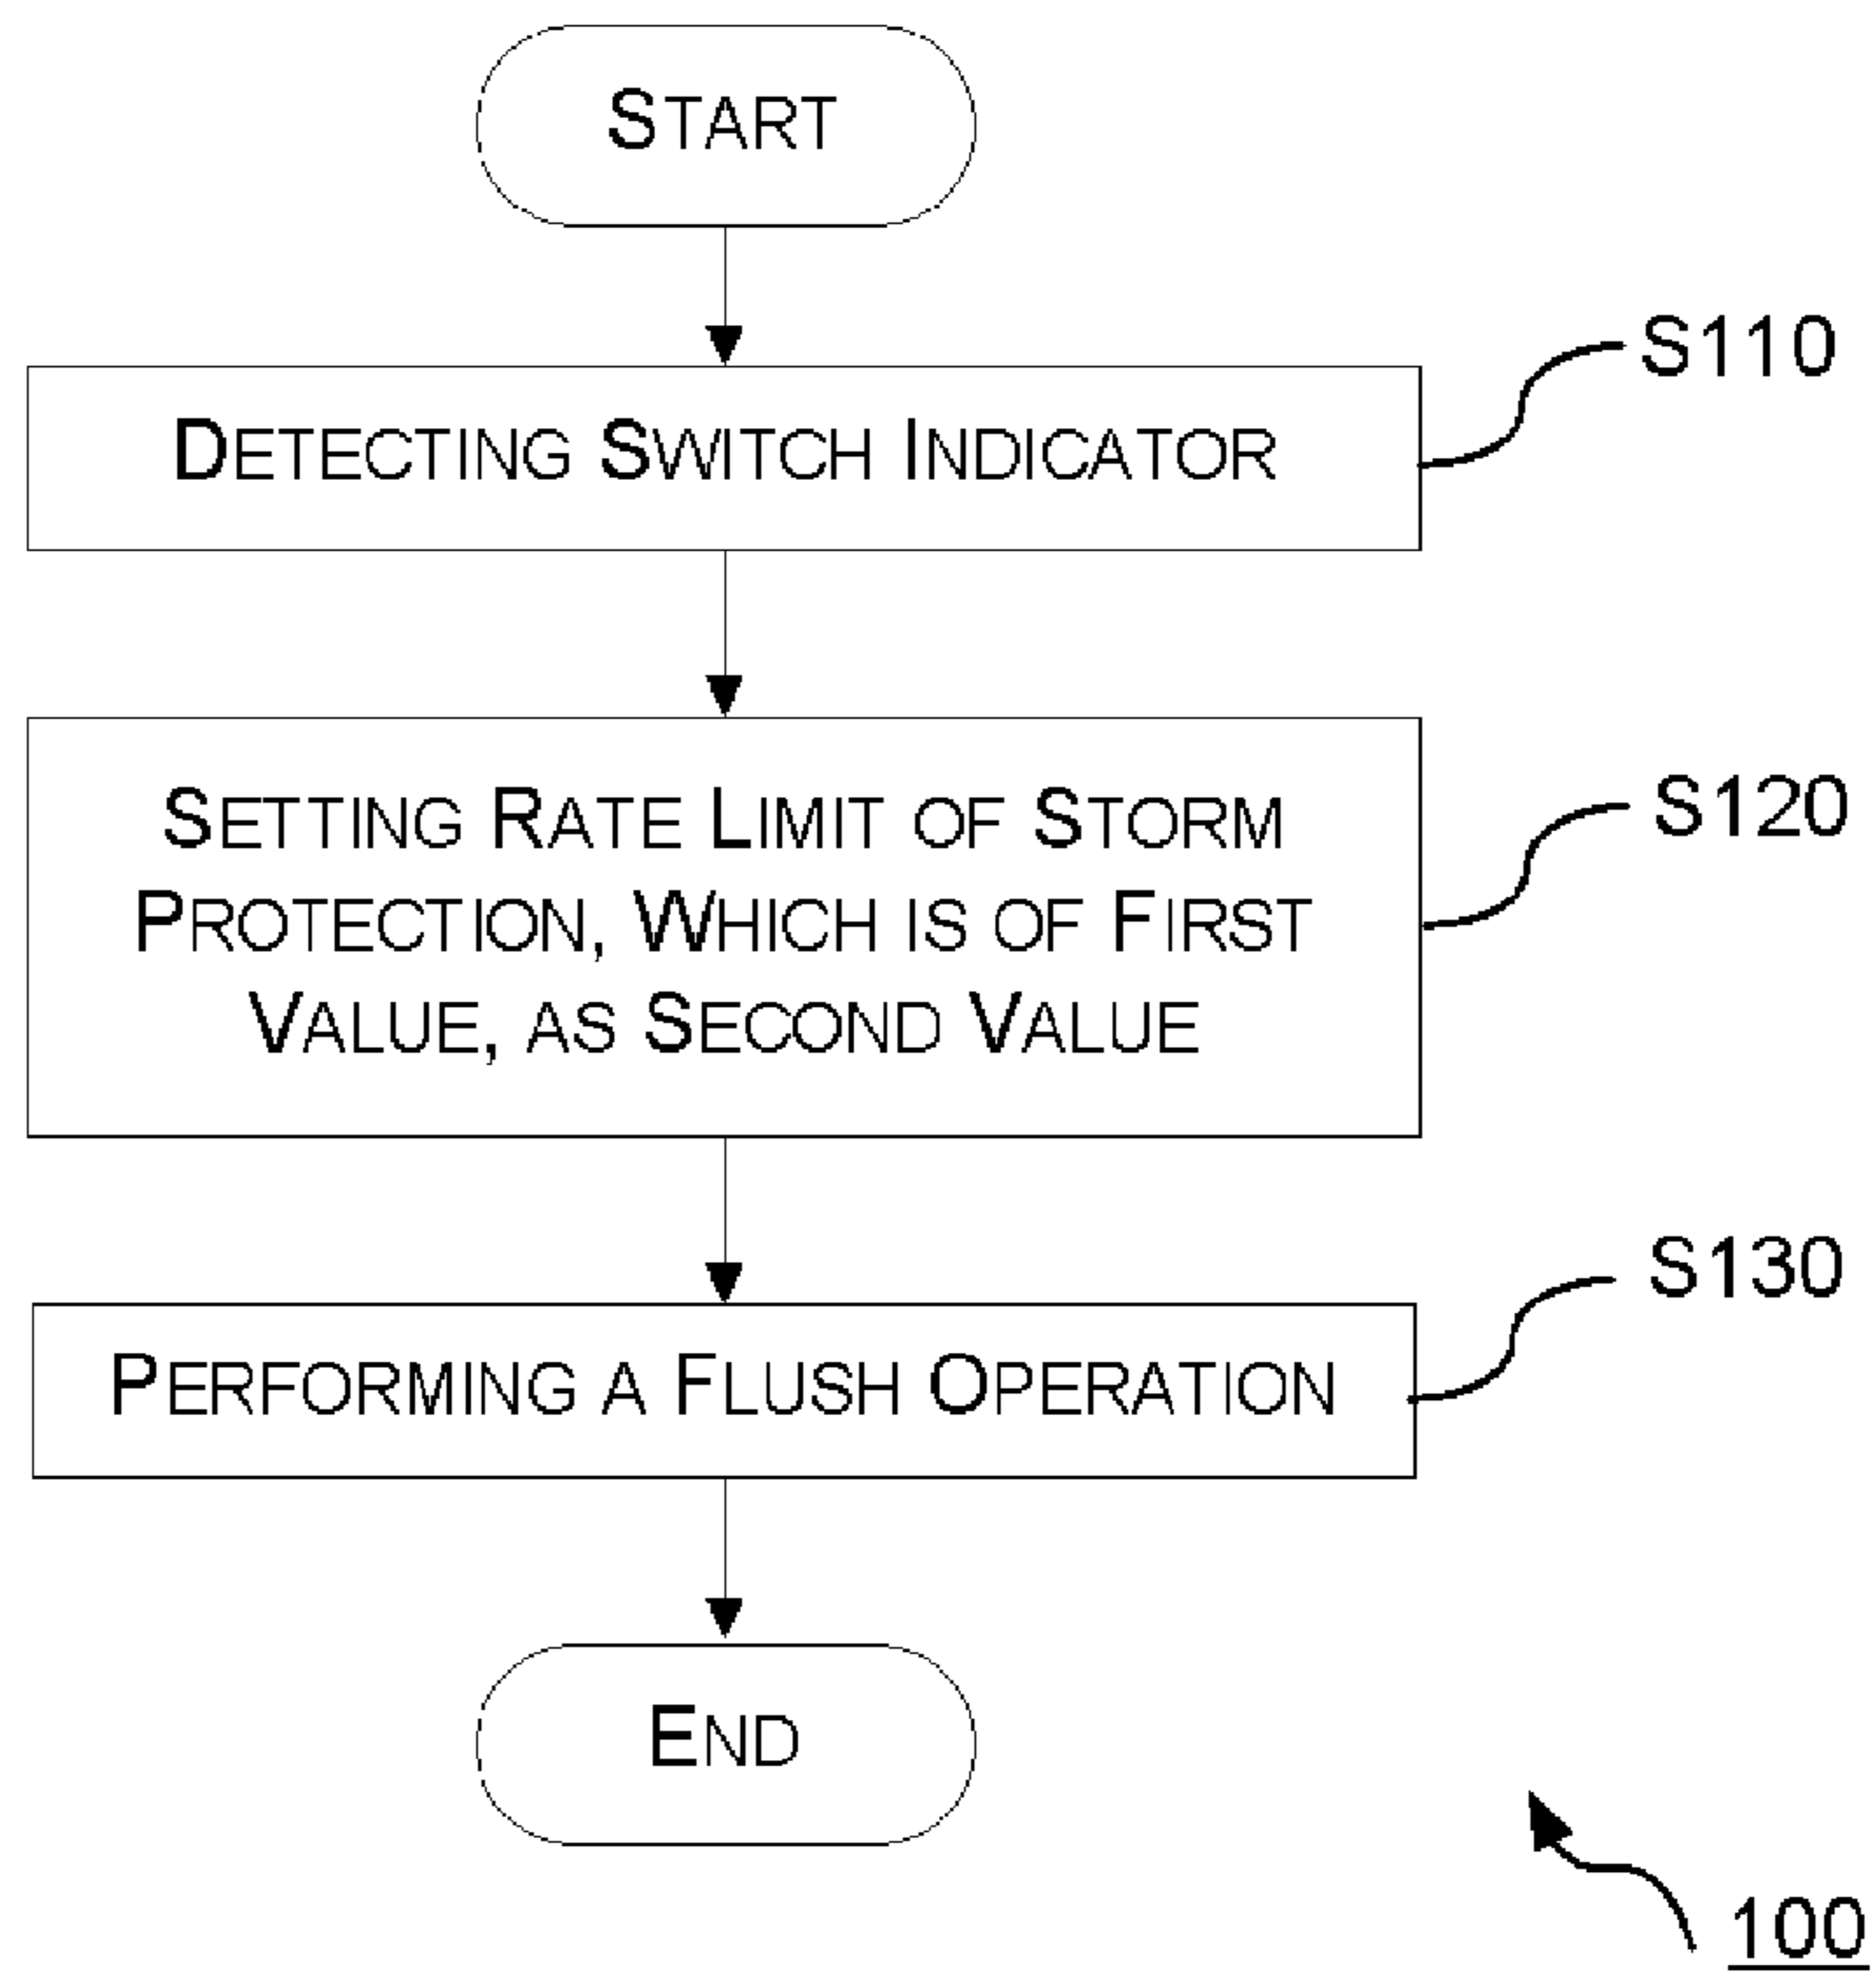 START
S110
DETECTING SWITCH INDICATOR
S120
SETTING RATE LIMIT OF STORM
PROTECTION, WHICH IS OF FIRST
VALUE, AS SECOND VALUE
S130
PERFORMING A FLUSH OPERATION
END
100